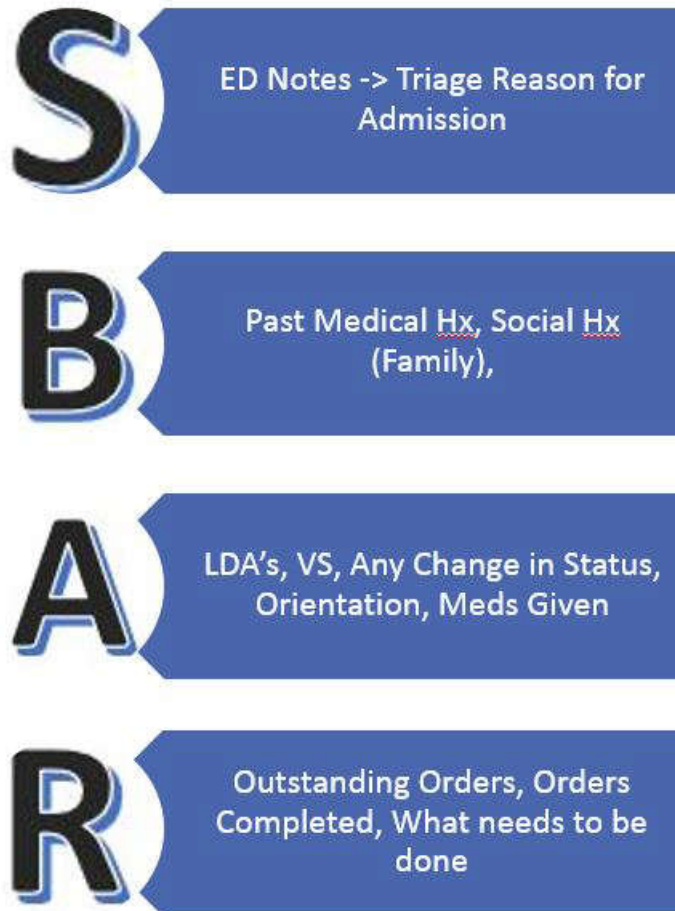 S
ED Notes -> Triage Reason for
Admission
B
Past Medical Hx, Social Hx
(Family),
A
LDA's, VS, Any Change in Status,
Orientation, Meds Given
R
Outstanding Orders, Orders
Completed, What needs to be
done